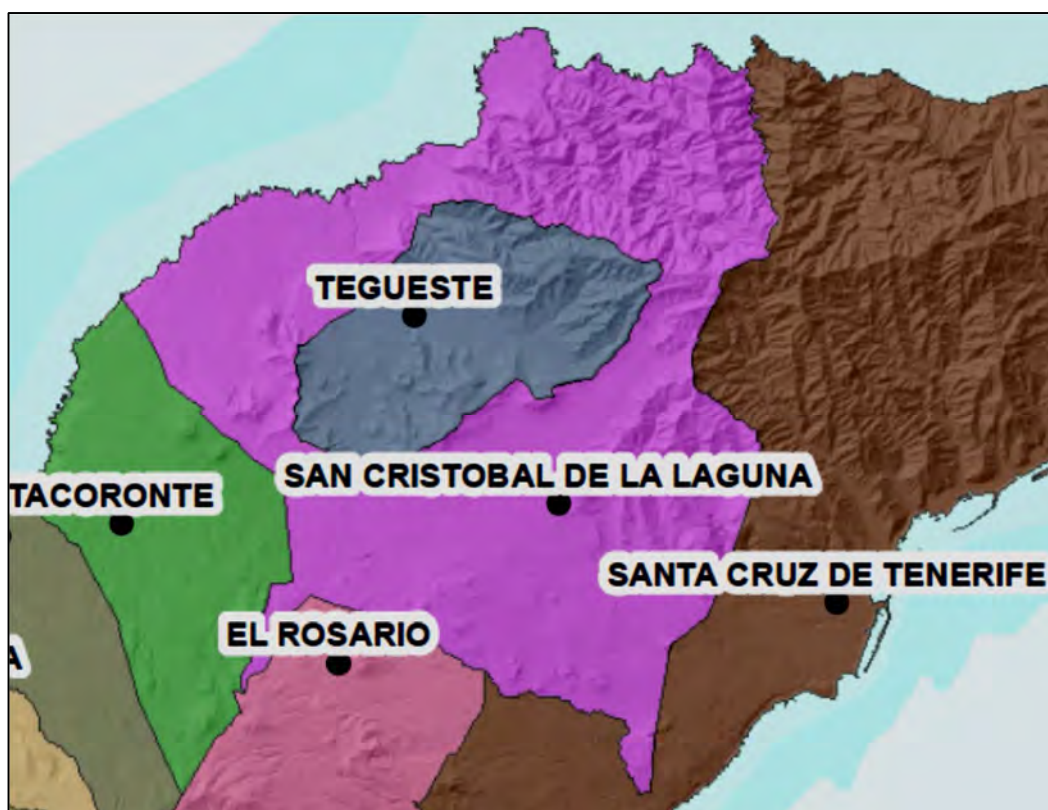 TEGUESTE
SAN CRISTOBAL DE LA LAGUNA
TACORONTE
SANTA CRUZ DE TENERIFE
EL ROSARIO
A